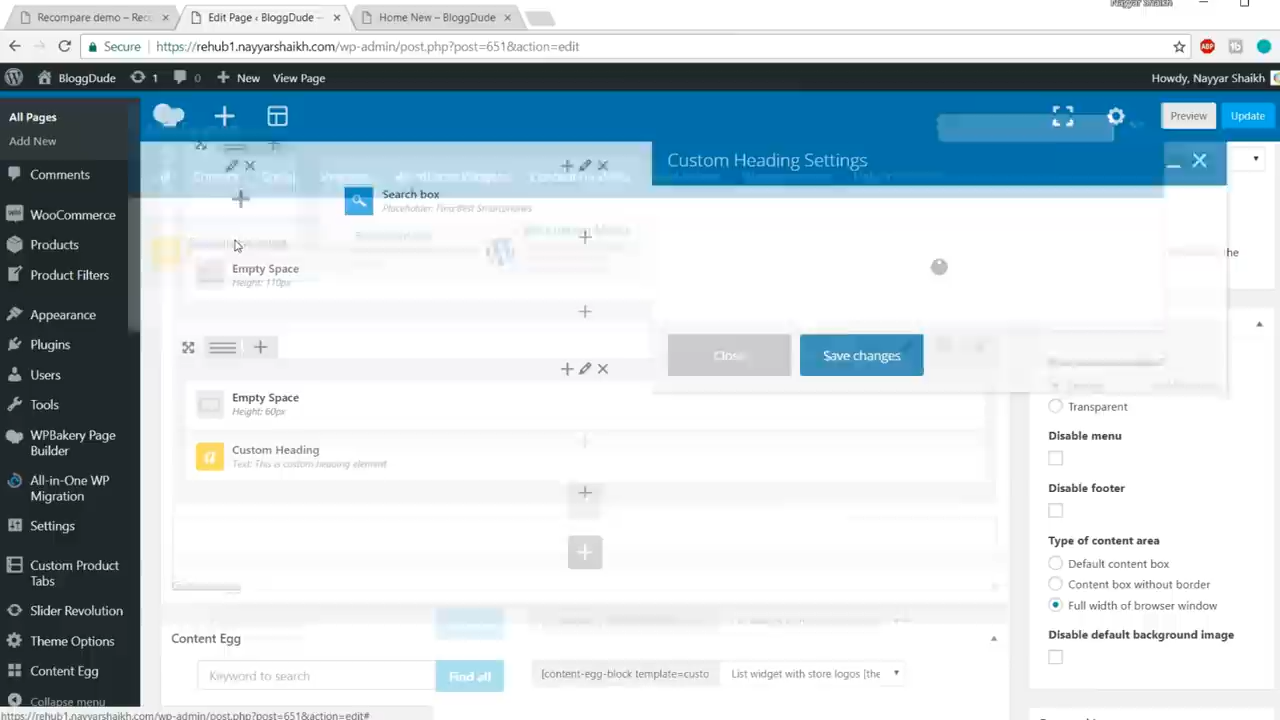 Nayyar Shaikh
Recompare demo – Rec
Edit Page ‹ BloggDude —
Home New – BloggDude
Secure
https://rehub1.nayyarshaikh.com/wp-admin/post.php?post=651&action=edit
ABP
BloggDude
1
0
New
View Page
Howdy, Nayyar Shaikh
All Pages
Add New
Comments
WooCommerce
Products
Product Filters
Appearance
Plugins
Users
Tools
WPBakery Page
Builder
All-in-One WP
Migration
Settings
Custom Product
Tabs
Slider Revolution
Theme Options
Content Egg
Collapse menu
Preview
Update
Custom Heading Settings
Search box
Placeholder: Find Best Smartphones
Empty Space
Height: 110px
Close
Save changes
Empty Space
Height: 60px
Custom Heading
Text: This is custom heading element
the
Transparent
Disable menu
Disable footer
Type of content area
Default content box
Content box without border
Full width of browser window
Disable default background image
Content Egg
Keyword to search
Find all
[content-egg-block template=custo
List widget with store logos [the
https://rehub1.nayyarshaikh.com/wp-admin/post.php?post=651&action=edit#